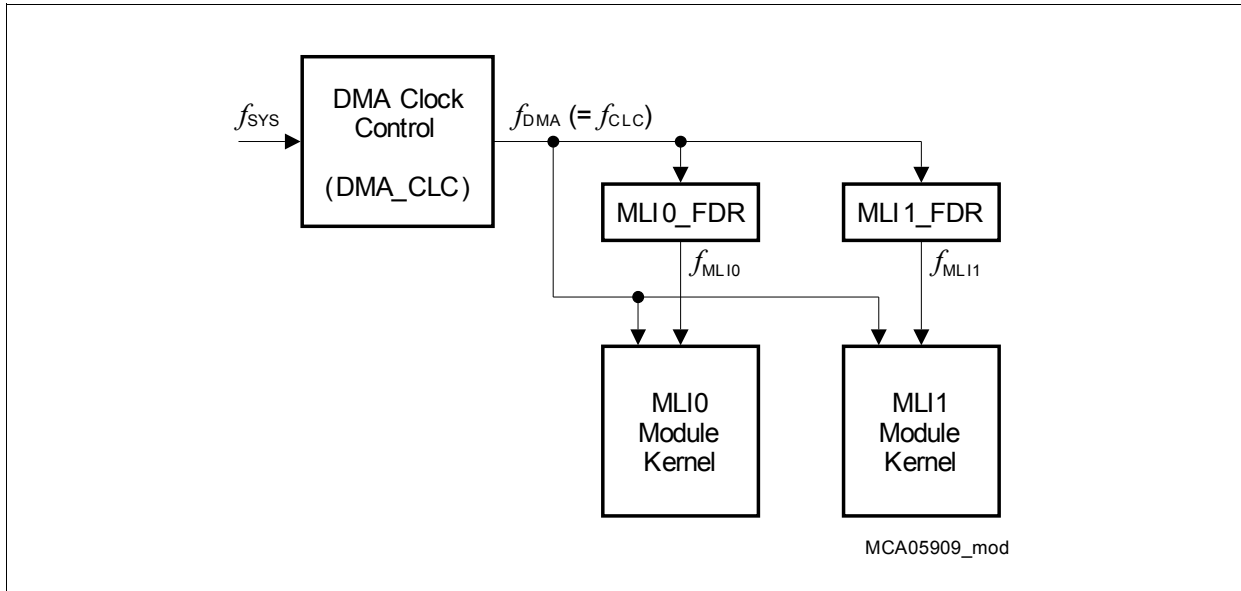 DMA Clock
Control
(DMA_CLC)
fSYS
fDMA (= fCLC)
MLI0_FDR
MLI1_FDR
fMLI0
fMLI1
MLI0
Module
Kernel
MLI1
Module
Kernel
MCA05909_mod